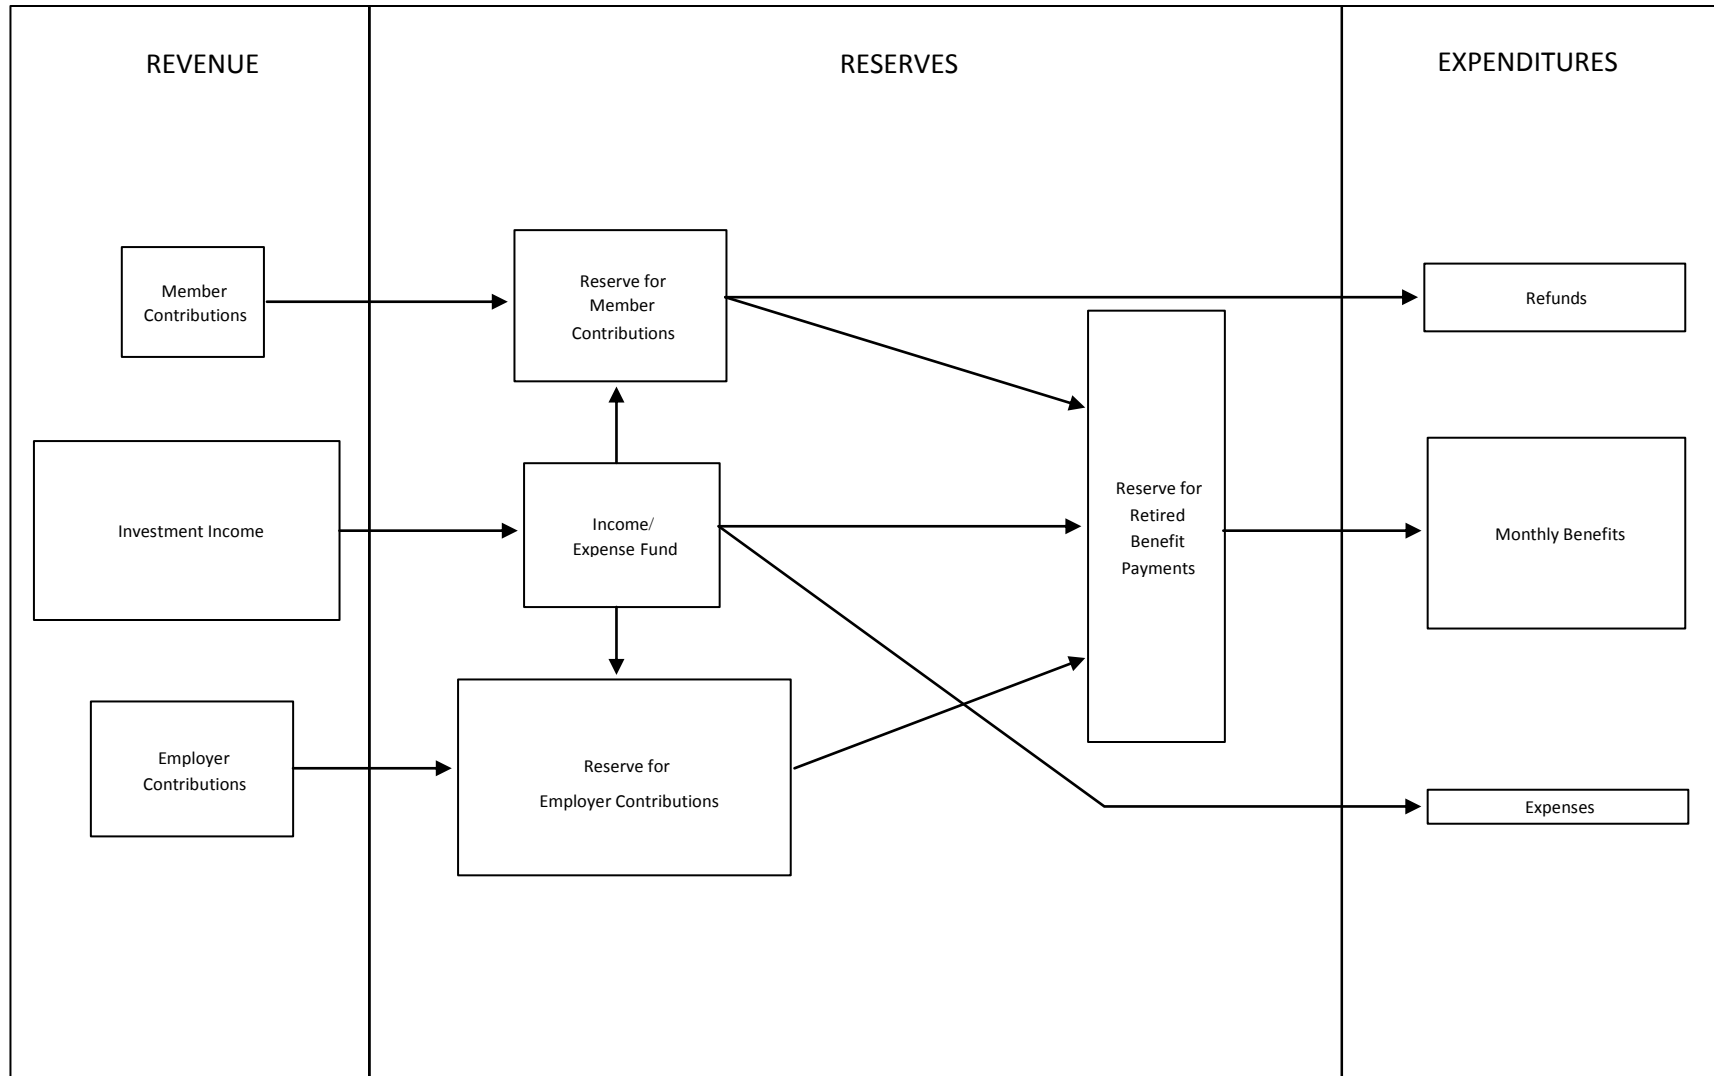 REVENUE
RESERVES
EXPENDITURES
Member
Contributions
Reserve for
Member
Contributions
Refunds
Investment Income
Income/
Expense Fund
Reserve for
Retired
Benefit
Payments
Monthly Benefits
Employer
Contributions
Reserve for
Employer Contributions
Expenses